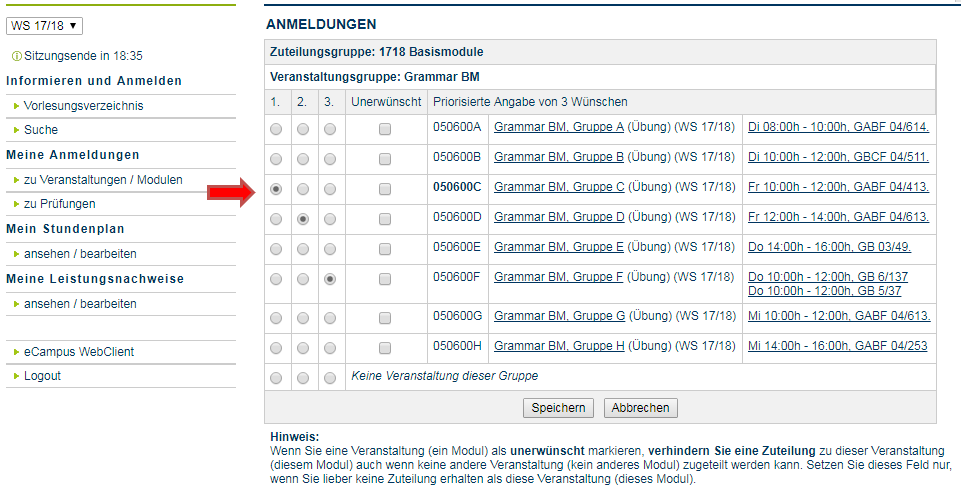 WS 17/18
Sitzungsende in 18:35
Informieren und Anmelden
Vorlesungsverzeichnis
Suche
Meine Anmeldungen
zu Veranstaltungen / Modulen
zu Prüfungen
Mein Stundenplan
ansehen / bearbeiten
Meine Leistungsnachweise
ansehen / bearbeiten
eCampus WebClient
Logout
ANMELDUNGEN
Zuteilungsgruppe: 1718 Basismodule
Veranstaltungsgruppe: Grammar BM
1. 2. 3. Unerwünscht Priorisierte Angabe von 3 Wünschen
050600A Grammar BM, Gruppe A (Übung) (WS 17/18) Di 08:00h - 10:00h, GABF 04/614.
050600B Grammar BM, Gruppe B (Übung) (WS 17/18) Di 10:00h - 12:00h, GBCF 04/511.
050600C Grammar BM, Gruppe C (Übung) (WS 17/18) Fr 10:00h - 12:00h, GABF 04/413.
050600D Grammar BM, Gruppe D (Übung) (WS 17/18) Fr 12:00h - 14:00h, GABF 04/613.
050600E Grammar BM, Gruppe E (Übung) (WS 17/18) Do 14:00h - 16:00h, GB 03/49.
050600F Grammar BM, Gruppe F (Übung) (WS 17/18) Do 10:00h - 12:00h, GB 6/137
Do 10:00h - 12:00h, GB 5/37
050600G Grammar BM, Gruppe G (Übung) (WS 17/18) Mi 10:00h - 12:00h, GABF 04/613.
050600H Grammar BM, Gruppe H (Übung) (WS 17/18) Mi 14:00h - 16:00h, GABF 04/253
Keine Veranstaltung dieser Gruppe
Speichern Abbrechen
Hinweis:
Wenn Sie eine Veranstaltung (ein Modul) als unerwünscht markieren, verhindern Sie eine Zuteilung zu dieser Veranstaltung
(diesem Modul) auch wenn keine andere Veranstaltung (kein anderes Modul) zugeteilt werden kann. Setzen Sie dieses Feld nur,
wenn Sie lieber keine Zuteilung erhalten als diese Veranstaltung (dieses Modul).